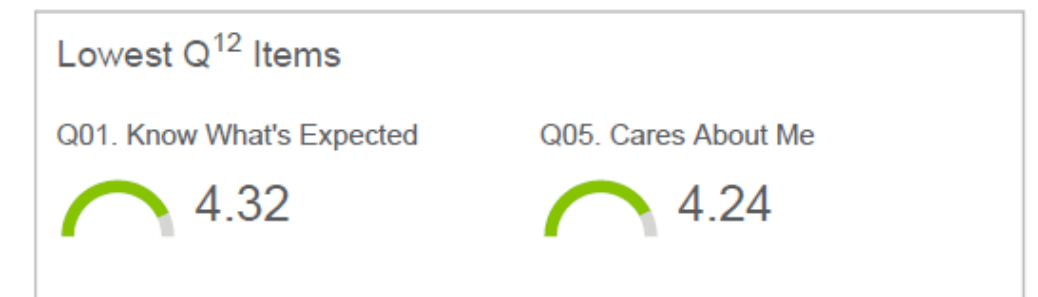 Lowest Q¹² Items
Q01. Know What's Expected
Q05. Cares About Me
4.32
4.24